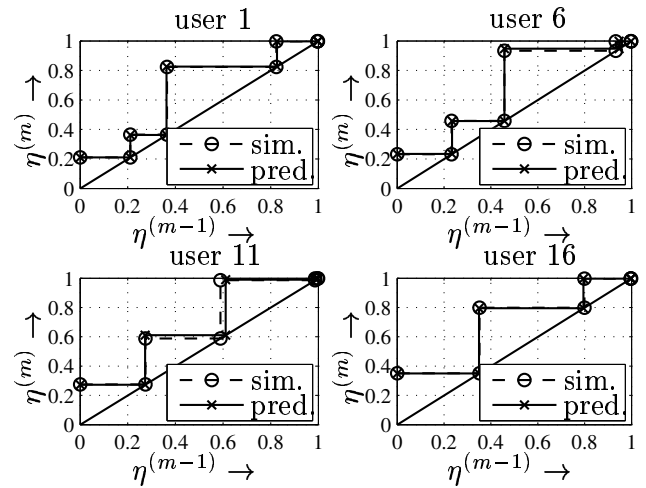 user 1
1
0.8
0.6
0.4
0.2
0
0 0.2 0.4 0.6 0.8 1
η^(m) →
η^(m−1) →
sim.
pred.
user 6
1
0.8
0.6
0.4
0.2
0
0 0.2 0.4 0.6 0.8 1
η^(m) →
η^(m−1) →
sim.
pred.
user 11
1
0.8
0.6
0.4
0.2
0
0 0.2 0.4 0.6 0.8 1
η^(m) →
η^(m−1) →
sim.
pred.
user 16
1
0.8
0.6
0.4
0.2
0
0 0.2 0.4 0.6 0.8 1
η^(m) →
η^(m−1) →
sim.
pred.